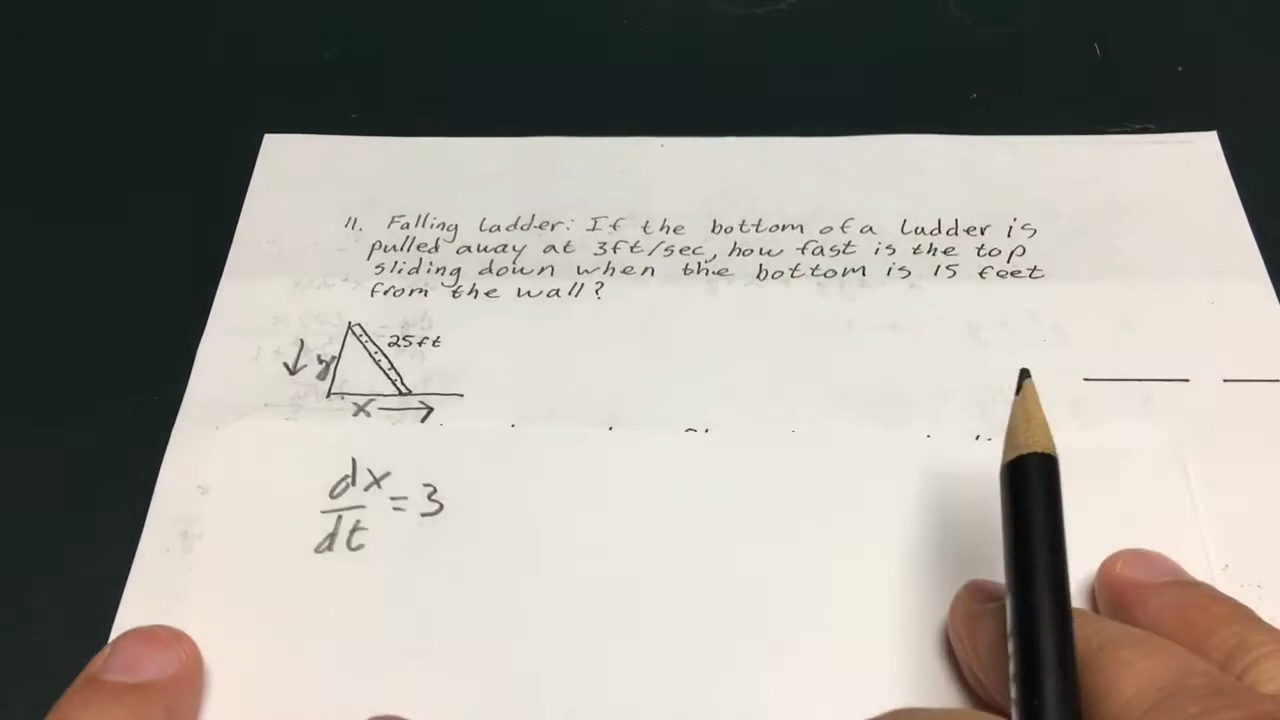 11. Falling ladder: If the bottom of a ladder is
pulled away at 3ft/sec, how fast is the top
sliding down when the bottom is 15 feet
from the wall?
25ft
↓ y
x →
dx
dt
= 3